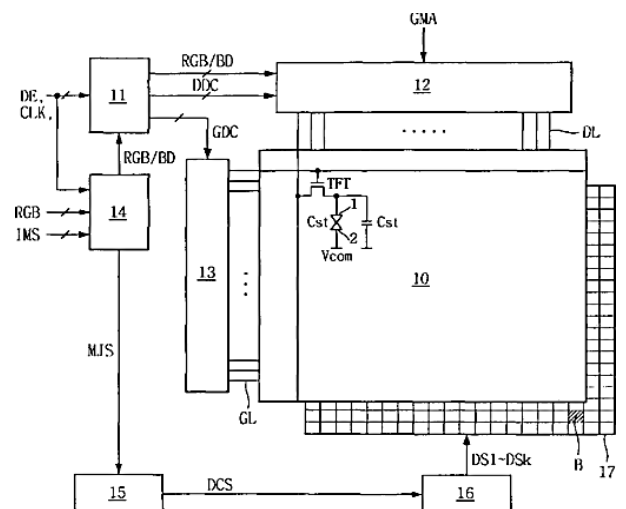 GMA
RGB/BD
DDC
11
12
DE,
CLK,
GDC
DL
RGB/BD
TFT
14
RGB
IMS
1
Cst
Cst
2
Vcom
13
10
MJS
GL
DS1~DSk
B
17
15
DCS
16